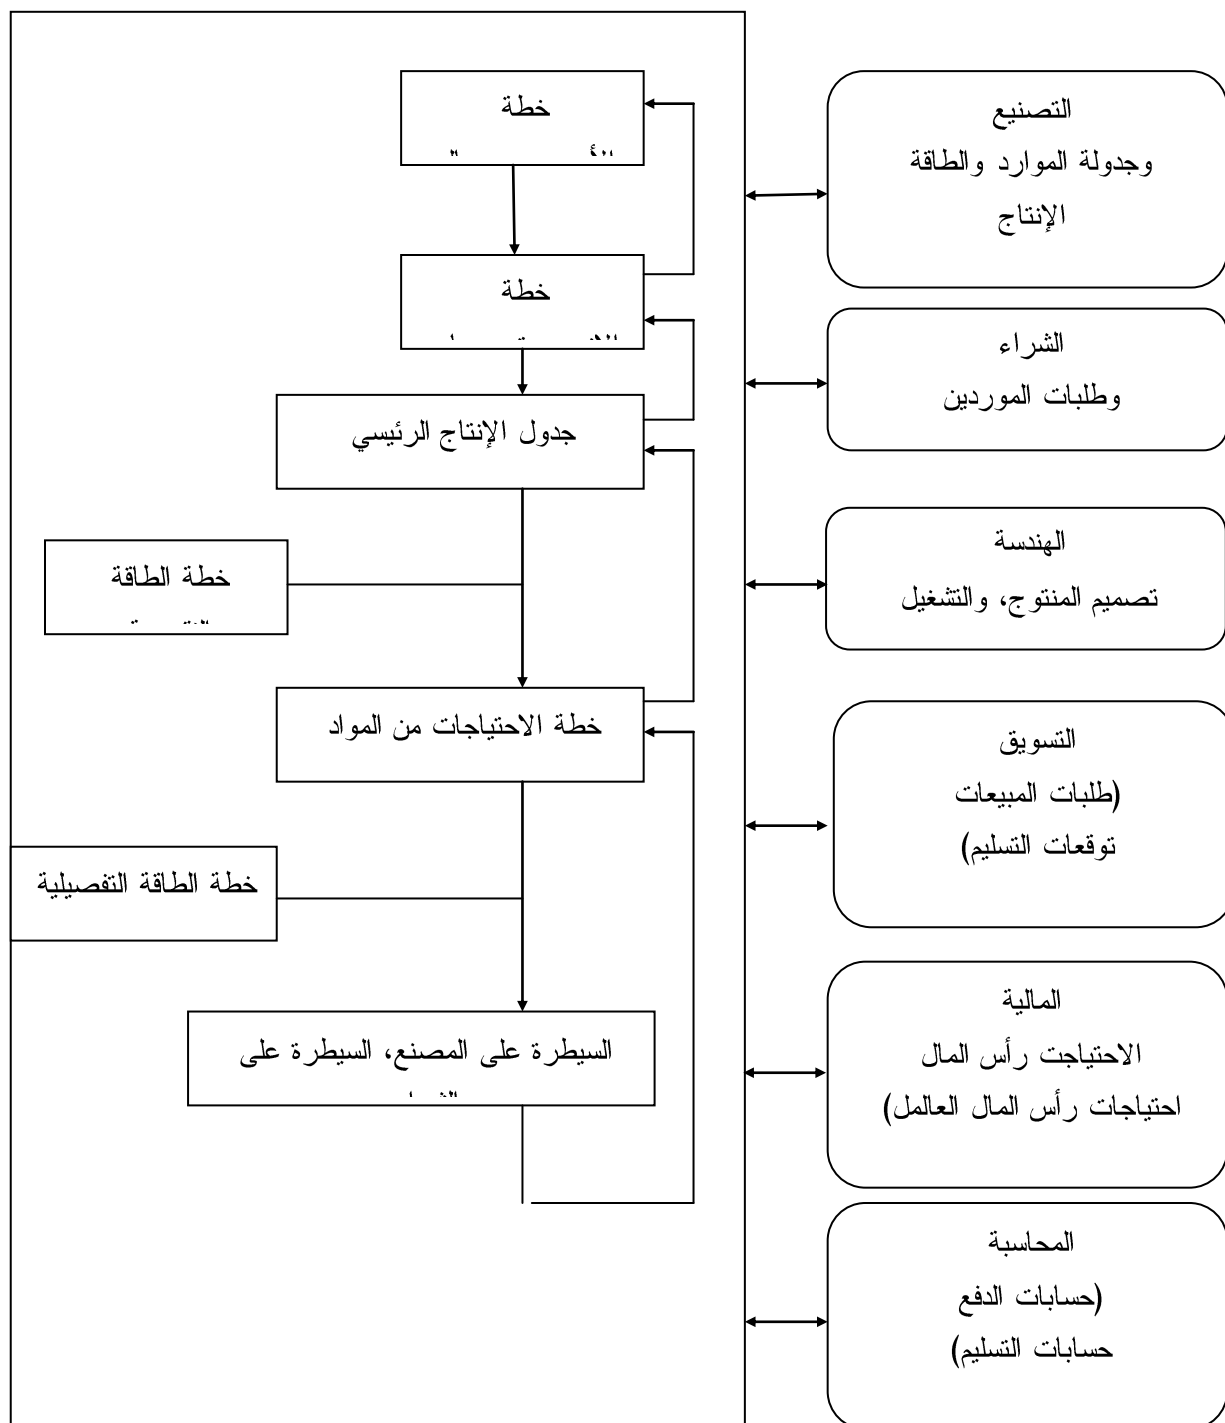 خطة
خطة
جدول الإنتاج الرئيسي
خطة الطاقة
خطة الاحتياجات من المواد
خطة الطاقة التفصيلية
السيطرة على المصنع، السيطرة على
التصنيع
وجدولة الموارد والطاقة
الإنتاج
الشراء
وطلبات الموردين
الهندسة
تصميم المنتوج، والتشغيل
التسويق
(طلبات المبيعات
توقعات التسليم)
المالية
الاحتياجت رأس المال
احتياجات رأس المال العالمل)
المحاسبة
(حسابات الدفع
حسابات التسليم)